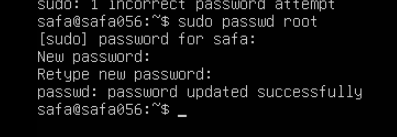 sudo: 1 incorrect password attempt
safa@safa056:~$ sudo passwd root
[sudo] password for safa:
New password:
Retype new password:
passwd: password updated successfully
safa@safa056:~$ _